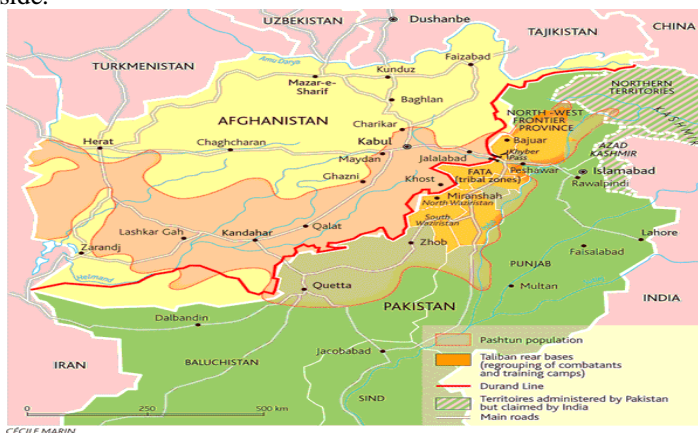 side.
UZBEKISTAN
Dushanbe
TAJIKISTAN
CHINA
TURKMENISTAN
Amu Darya
Kunduz
Faizabad
Mazar-e-
Sharif
Baghlan
NORTHERN
TERRITORIES
KASHMIR
AFGHANISTAN
Charikar
NORTH-WEST
FRONTIER
PROVINCE
Bajuar
Herat
Chaghcharan
Kabul
Maydan
Jalalabad
Khyber
Pass
AZAD
KASHMIR
Peshawar
Islamabad
Rawalpindi
Ghazni
Khost
FATA
(tribal zones)
Miranshah
North Waziristan
South.
Waziristan
Lashkar Gah
Kandahar
Qalat
Zarandj
Zhob
Lahore
Faisalabad
PUNJAB
Helmand
Quetta
Multan
INDIA
PAKISTAN
Dalbandin
Jacobabad
IRAN
BALUCHISTAN
SIND
Pashtun population
Taliban rear bases
(regrouping of combatants
and training camps)
Durand Line
Territoires administered by Pakistan
but claimed by India
Main roads
0 250 500 km
CÉCILE MARIN